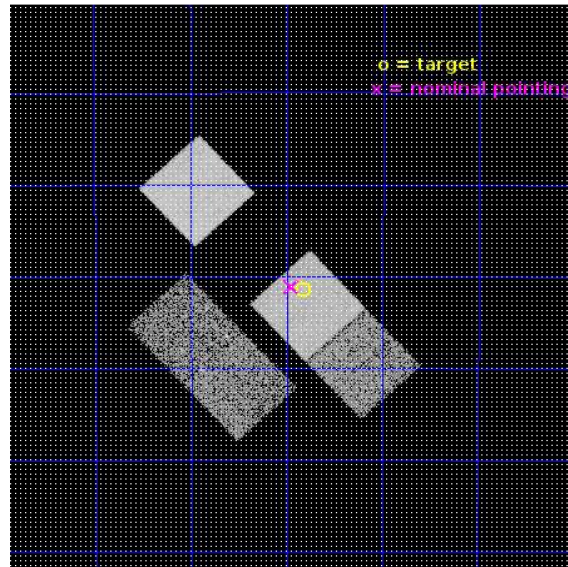 o = target
x = nominal pointing